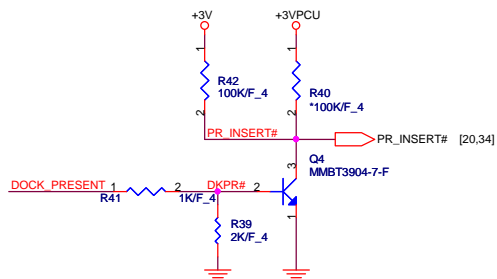 +3V
+3VPCU
1
1
R42
100K/F_4
R40
*100K/F_4
2
2
PR_INSERT#
PR_INSERT# [20,34]
3
Q4
MMBT3904-7-F
DOCK_PRESENT
1
2
DKPR#
2
R41
1K/F_4
1
R39
2K/F_4